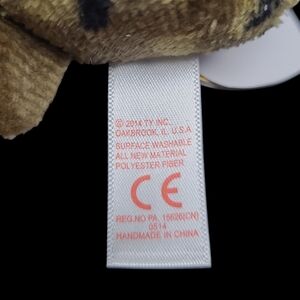 © 2014 TY INC.,
OAKBROOK, IL U.S.A
SURFACE WASHABLE
ALL NEW MATERIAL
POLYESTER FIBER
CE
REG.NO PA. 15626(CN)
0514
HANDMADE IN CHINA